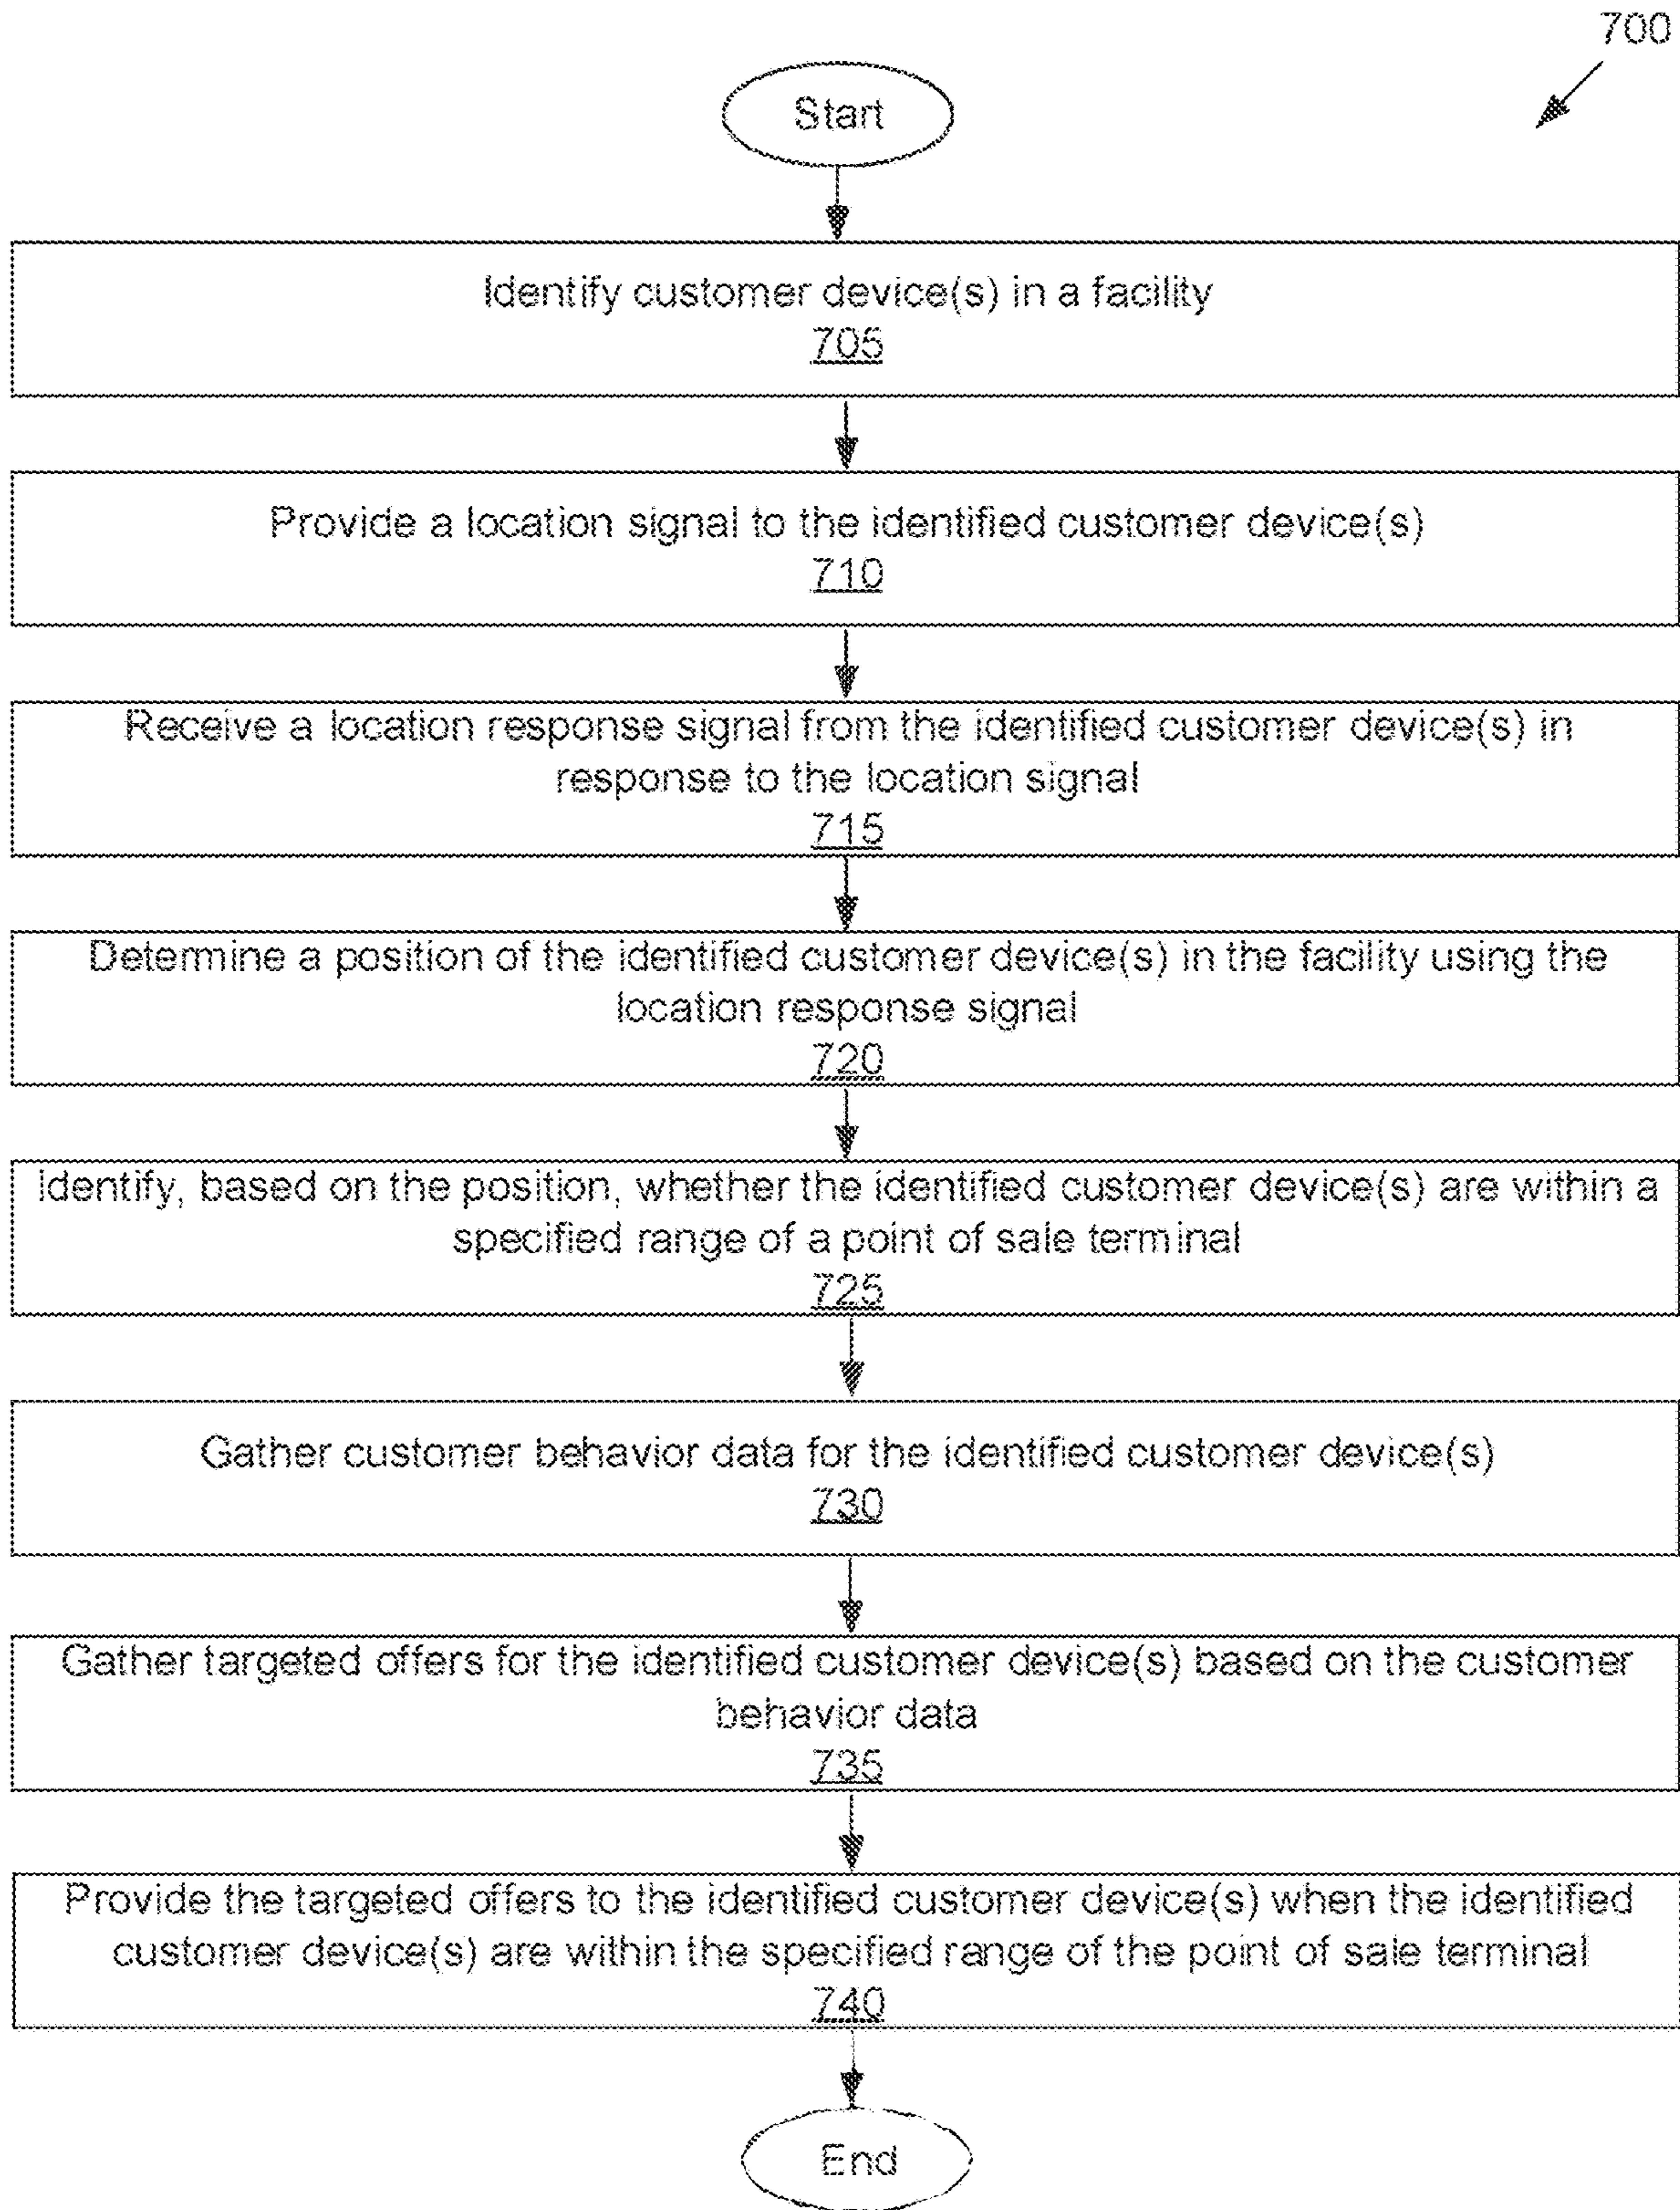 700
Start
Identify customer device(s) in a facility
705
Provide a location signal to the identified customer device(s)
710
Receive a location response signal from the identified customer device(s) in
response to the location signal
715
Determine a position of the identified customer device(s) in the facility using the
location response signal
720
Identify, based on the position, whether the identified customer device(s) are within a
specified range of a point of sale terminal
725
Gather customer behavior data for the identified customer device(s)
730
Gather targeted offers for the identified customer device(s) based on the customer
behavior data
735
Provide the targeted offers to the identified customer device(s) when the identified
customer device(s) are within the specified range of the point of sale terminal
740
End